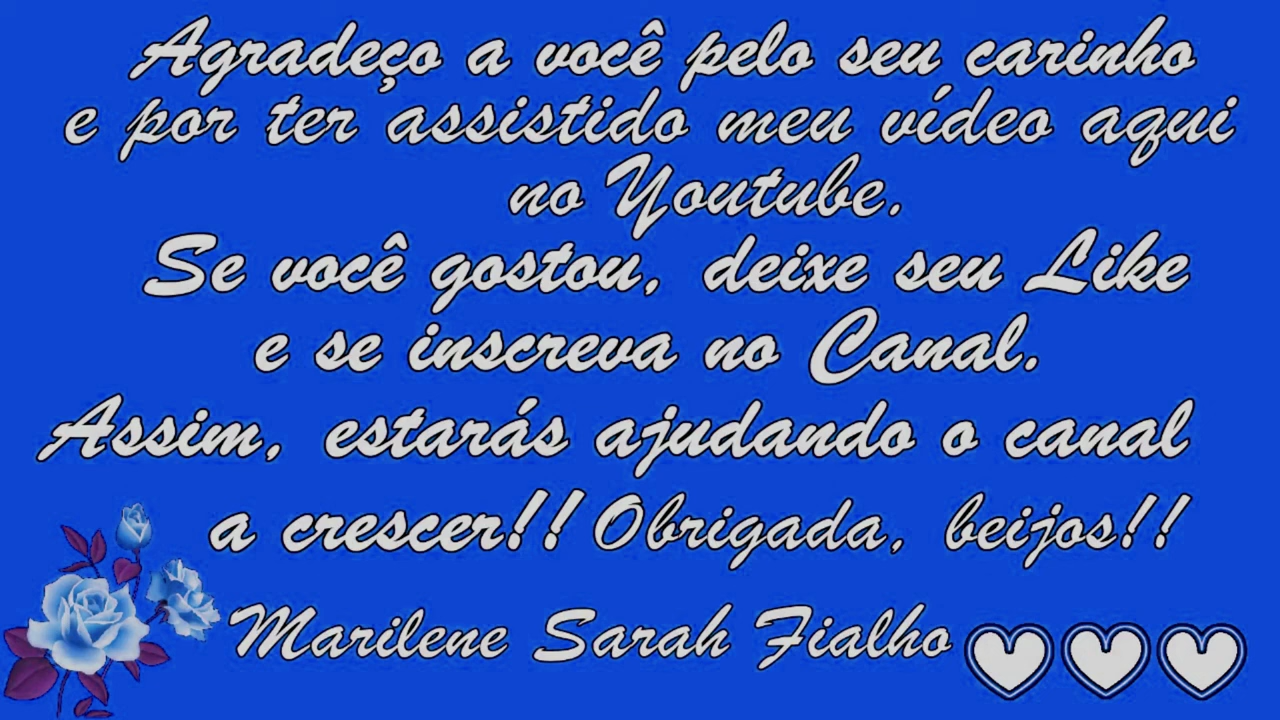 Agradeço a você pelo seu carinho
e por ter assistido meu vídeo aqui
no Youtube.
Se você gostou, deixe seu Like
e se inscreva no Canal.
Assim, estarás ajudando o canal
a crescer!! Obrigada, beijos!!
Marilene Sarah Fialho